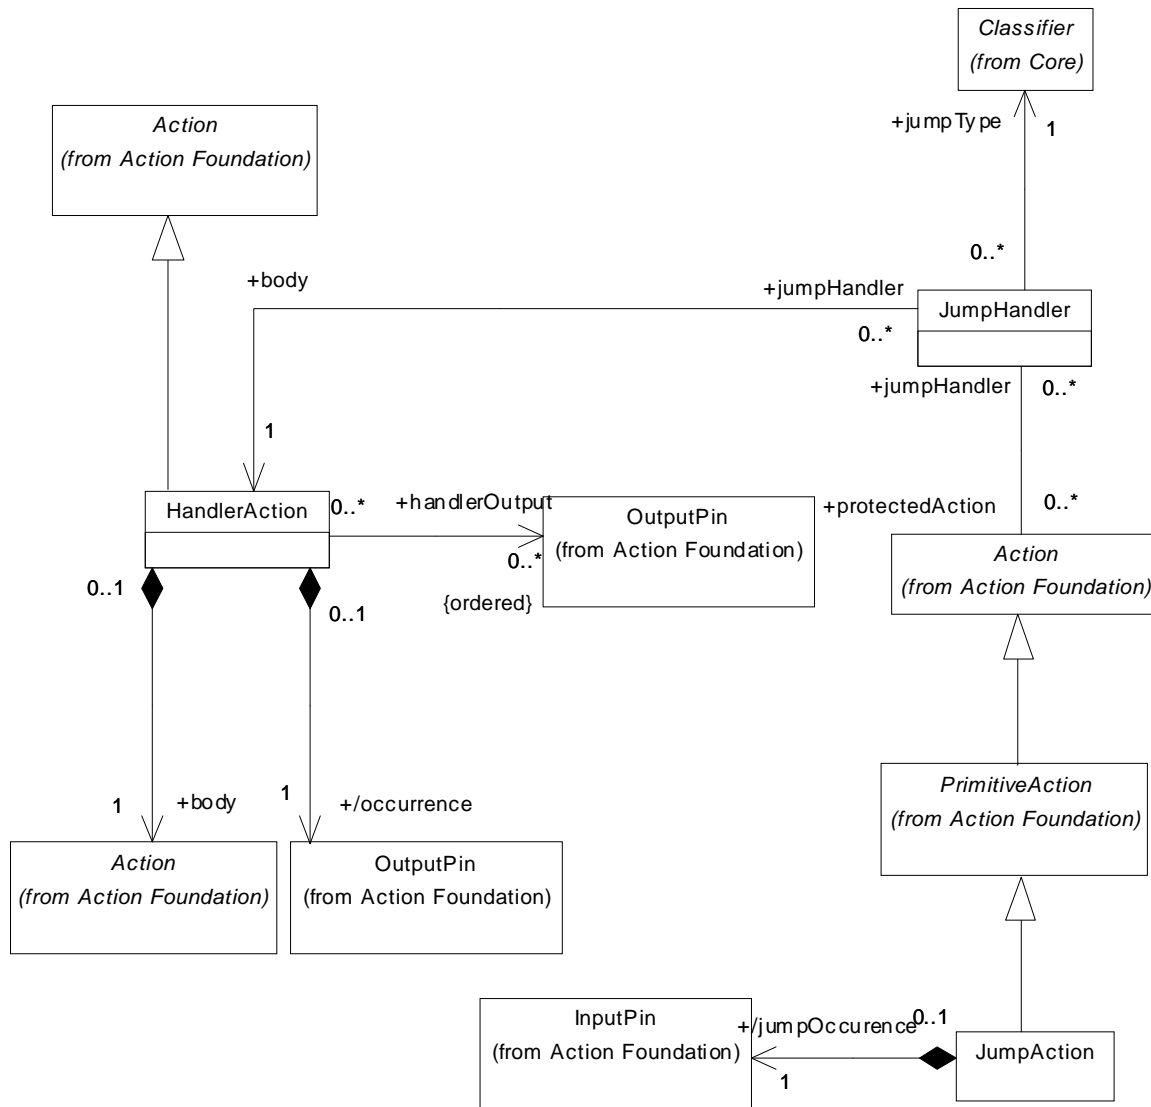 Classifier
(from Core)
+jumpType
1
Action
(from Action Foundation)
0..*
+body
+jumpHandler
JumpHandler
0..*
+jumpHandler
0..*
1
HandlerAction
0..*
+handlerOutput
OutputPin
(from Action Foundation)
0..*
{ordered}
+protectedAction
0..*
Action
(from Action Foundation)
0..1
0..1
PrimitiveAction
(from Action Foundation)
1
+body
1
+/occurrence
Action
(from Action Foundation)
OutputPin
(from Action Foundation)
InputPin
(from Action Foundation)
+/jumpOccurence
0..1
1
JumpAction